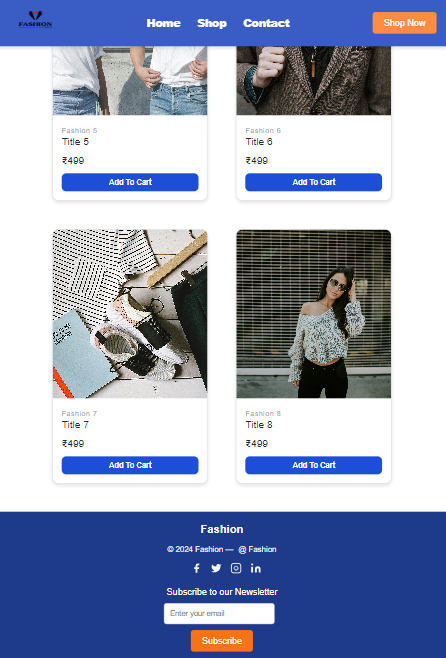 FASHION
Home Shop Contact
Shop Now
Fashion 5
Title 5
₹499
Add To Cart
Fashion 6
Title 6
₹499
Add To Cart
Fashion 7
Title 7
₹499
Add To Cart
Fashion 8
Title 8
₹499
Add To Cart
Fashion
© 2024 Fashion — @ Fashion
Subscribe to our Newsletter
Enter your email
Subscribe